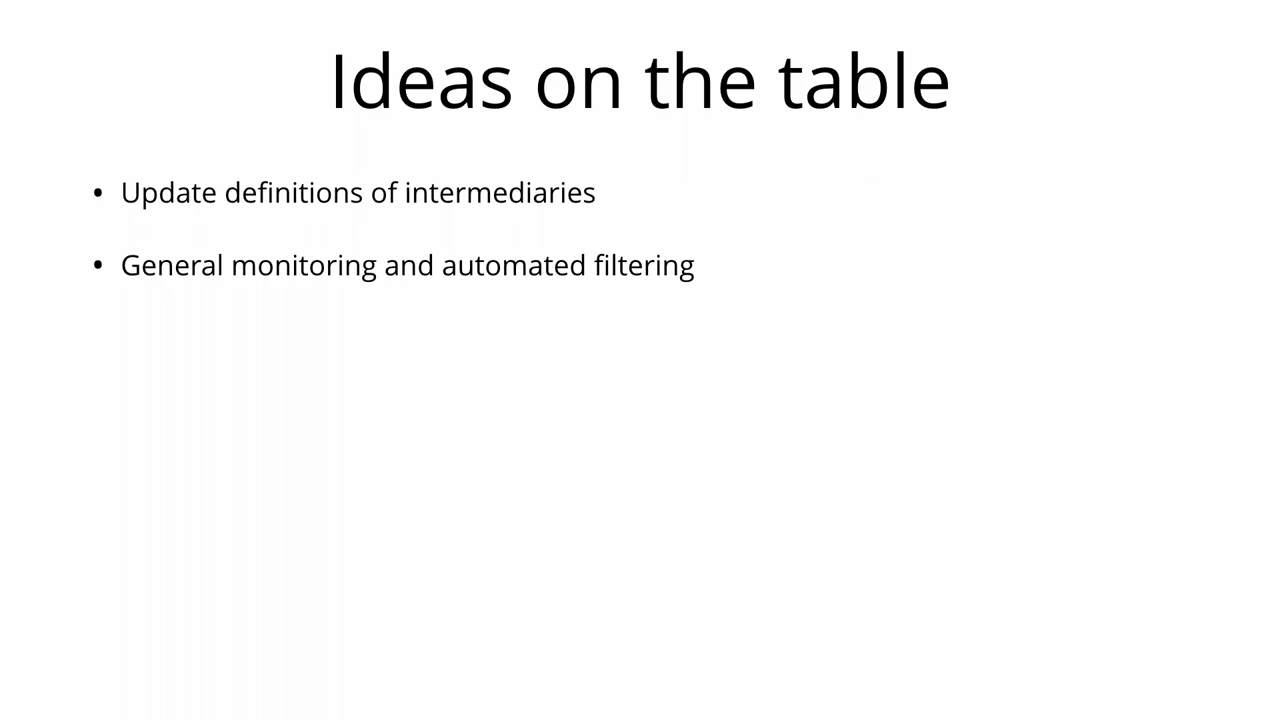 Ideas on the table
• Update definitions of intermediaries
• General monitoring and automated filtering